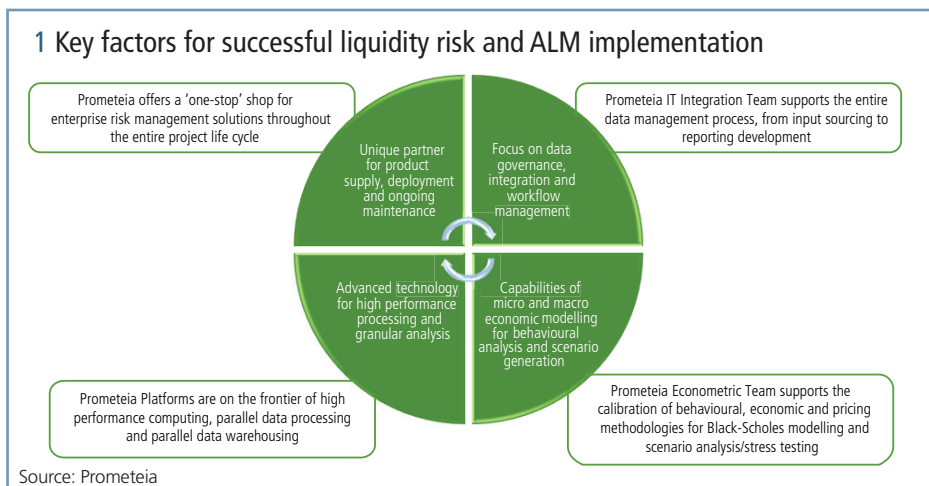 1 Key factors for successful liquidity risk and ALM implementation
Prometeia offers a ‘one-stop’ shop for
enterprise risk management solutions throughout
the entire project life cycle
Prometeia IT Integration Team supports the entire
data management process, from input sourcing to
reporting development
Unique partner
for product
supply, deployment
and ongoing
maintenance
Focus on data
governance,
integration and
workflow
management
Advanced technology
for high performance
processing and
granular analysis
Capabilities of
micro and macro
economic modelling
for behavioural
analysis and scenario
generation
Prometeia Platforms are on the frontier of high
performance computing, parallel data processing
and parallel data warehousing
Prometeia Econometric Team supports the
calibration of behavioural, economic and pricing
methodologies for Black-Scholes modelling and
scenario analysis/stress testing
Source: Prometeia